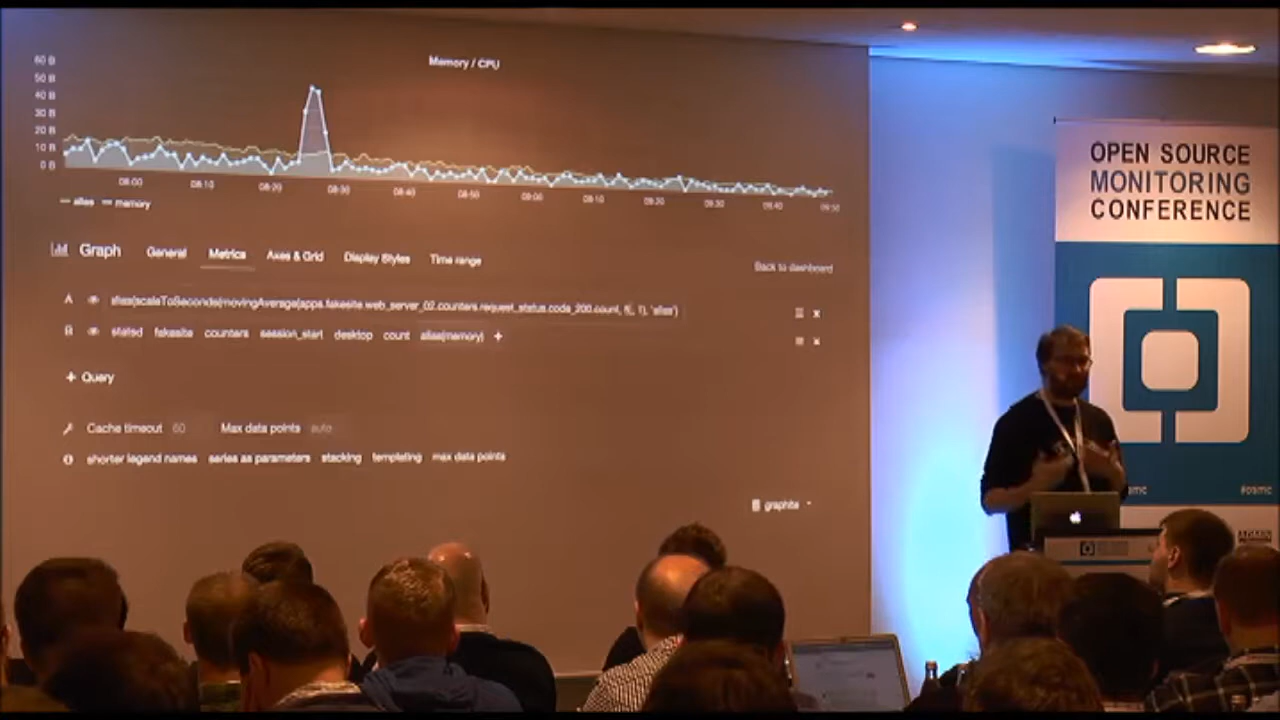 Memory / CPU
60 B
50 B
40 B
30 B
20 B
10 B
0 B
08:00 08:10 08:20 08:30 08:40 08:50 09:00 09:10 09:20 09:30 09:40 09:50
alias memory
Graph General Metrics Axes & Grid Display Styles Time range Back to dashboard
A alias(scaleToSeconds(movingAverage(apps.fakesite.web_server_02.counters.request_status.code_200.count, 5), 1), 'alias')
B statsd fakesite counters session_start desktop count alias(memory) +
+ Query
Cache timeout 60 Max data points auto
shorter legend names series as parameters stacking templating max data points
graphite
OPEN SOURCE
MONITORING
CONFERENCE
#osmc
ADMIN